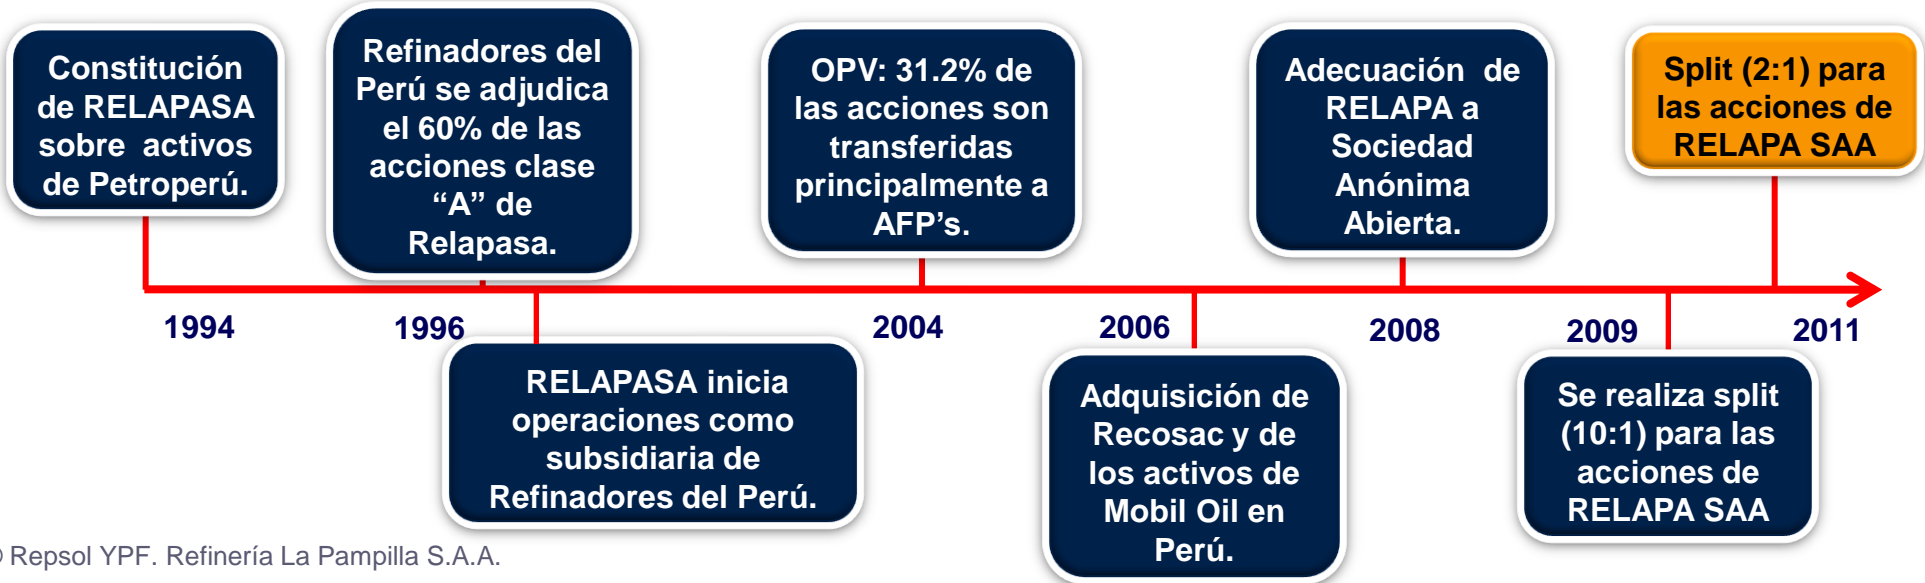 Constitución
de RELAPASA
sobre activos
de Petroperú.
Refinadores del
Perú se adjudica
el 60% de las
acciones clase
“A” de
Relapasa.
OPV: 31.2% de
las acciones son
transferidas
principalmente a
AFP’s.
Adecuación de
RELAPA a
Sociedad
Anónima
Abierta.
Split (2:1) para
las acciones de
RELAPA SAA
1994
1996
2004
2006
2008
2009
2011
RELAPASA inicia
operaciones como
subsidiaria de
Refinadores del Perú.
Adquisición de
Recosac y de
los activos de
Mobil Oil en
Perú.
Se realiza split
(10:1) para las
acciones de
RELAPA SAA
© Repsol YPF. Refinería La Pampilla S.A.A.